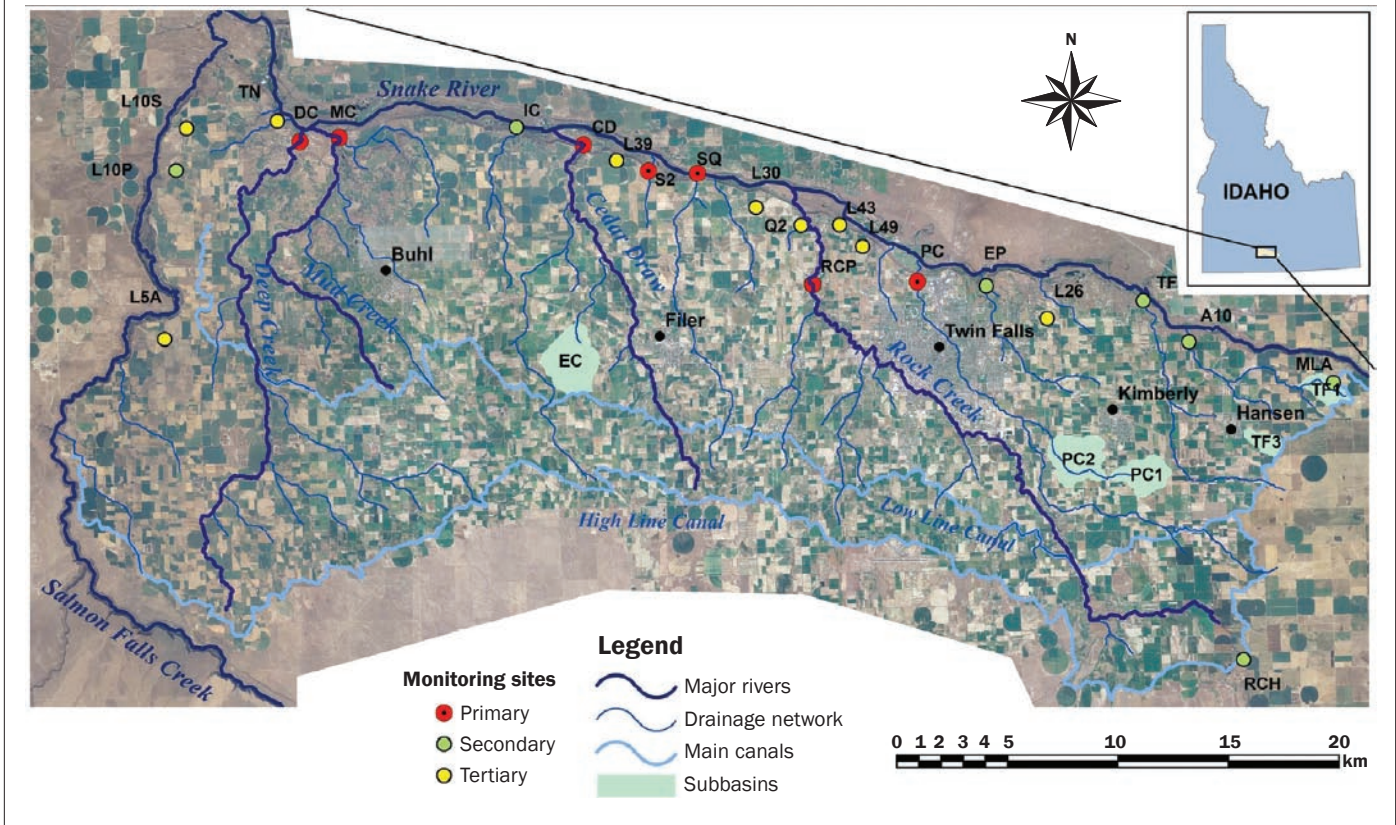 N
IDAHO
L10S
TN
DC
MC
Snake River
IC
CD
L39
S2
SQ
L30
L10P
Q2
L43
L49
RCP
PC
EP
L26
TF
A10
MLA
TF1
Buhl
Cedar Draw
Deep Creek
Mud Creek
L5A
Filer
EC
Twin Falls
Rock Creek
Kimberly
Hansen
TF3
PC2
PC1
High Line Canal
Low Line Canal
Salmon Falls Creek
RCH
Monitoring sites
Primary
Secondary
Tertiary
Legend
Major rivers
Drainage network
Main canals
Subbasins
0 1 2 3 4 5 10 15 20
km